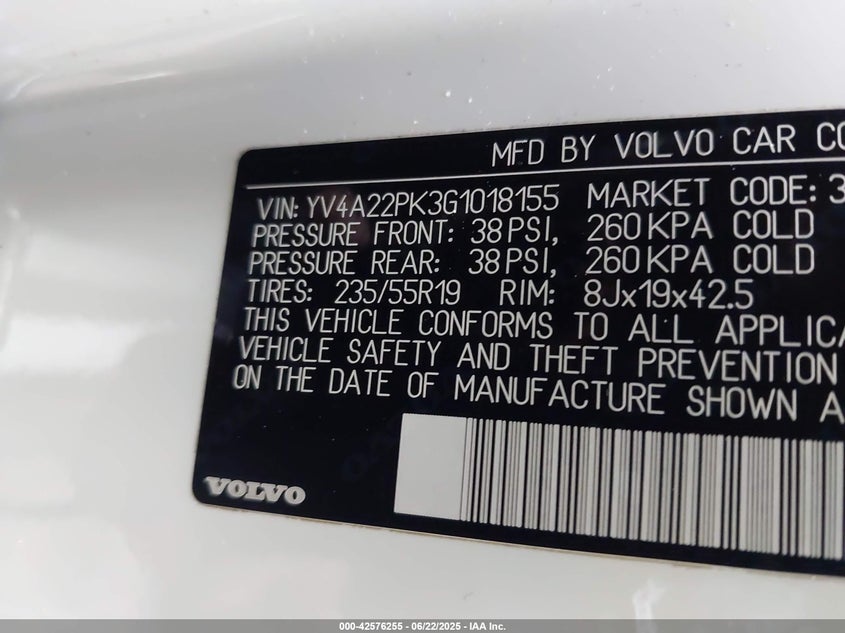 MFD BY VOLVO CAR CO
VIN: YV4A22PK3G1018155 MARKET CODE: 3
PRESSURE FRONT: 38 PSI, 260 KPA COLD
PRESSURE REAR: 38 PSI, 260 KPA COLD
TIRES: 235/55R19 RIM: 8Jx19x42.5
THIS VEHICLE CONFORMS TO ALL APPLICA
VEHICLE SAFETY AND THEFT PREVENTION
ON THE DATE OF MANUFACTURE SHOWN A
VOLVO
000-42576255 - 06/22/2025 - IAA Inc.